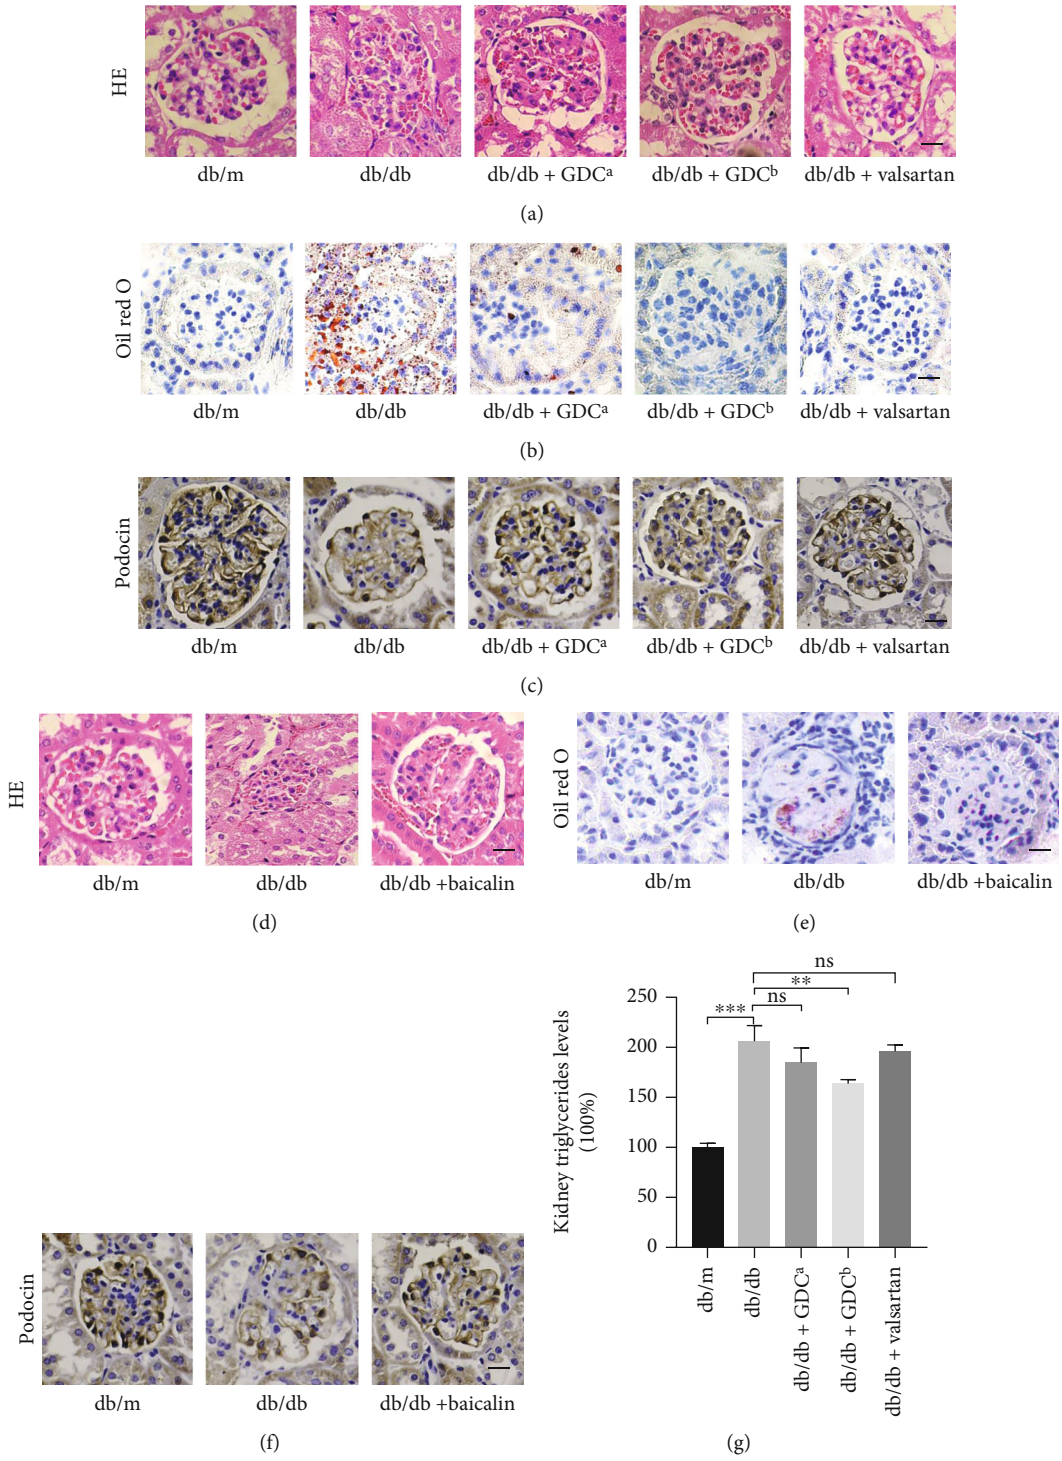 HE
db/m
db/db
db/db + GDCᵃ
db/db + GDCᵇ
db/db + valsartan
(a)
Oil red O
db/m
db/db
db/db + GDCᵃ
db/db + GDCᵇ
db/db + valsartan
(b)
Podocin
db/m
db/db
db/db + GDCᵃ
db/db + GDCᵇ
db/db + valsartan
(c)
HE
db/m
db/db
db/db +baicalin
(d)
Oil red O
db/m
db/db
db/db +baicalin
(e)
Podocin
db/m
db/db
db/db +baicalin
(f)
Kidney triglycerides levels
(100%)
250
200
150
100
50
0
***
ns
**
ns
db/m
db/db
db/db + GDCᵃ
db/db + GDCᵇ
db/db + valsartan
(g)